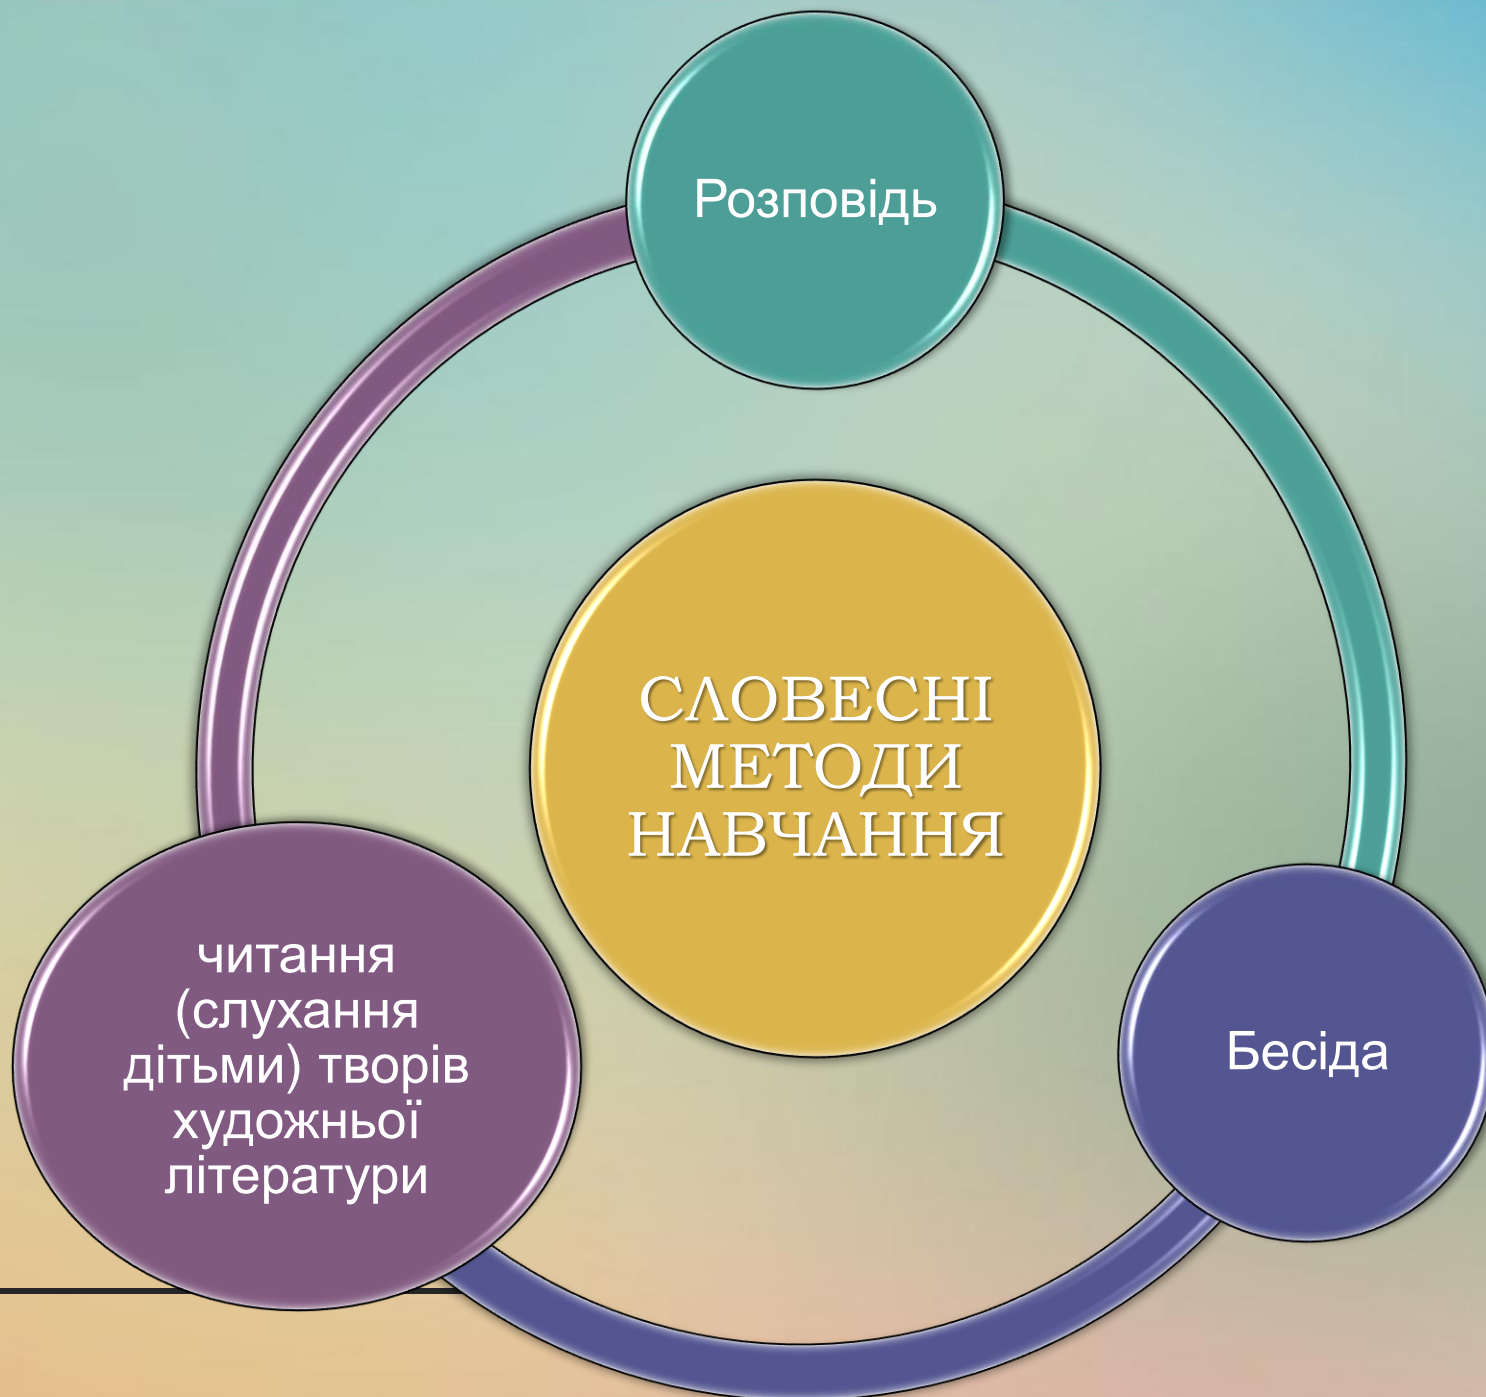 Розповідь
СЛОВЕСНІ
МЕТОДИ
НАВЧАННЯ
читання
(слухання
дітьми) творів
художньої
літератури
Бесіда